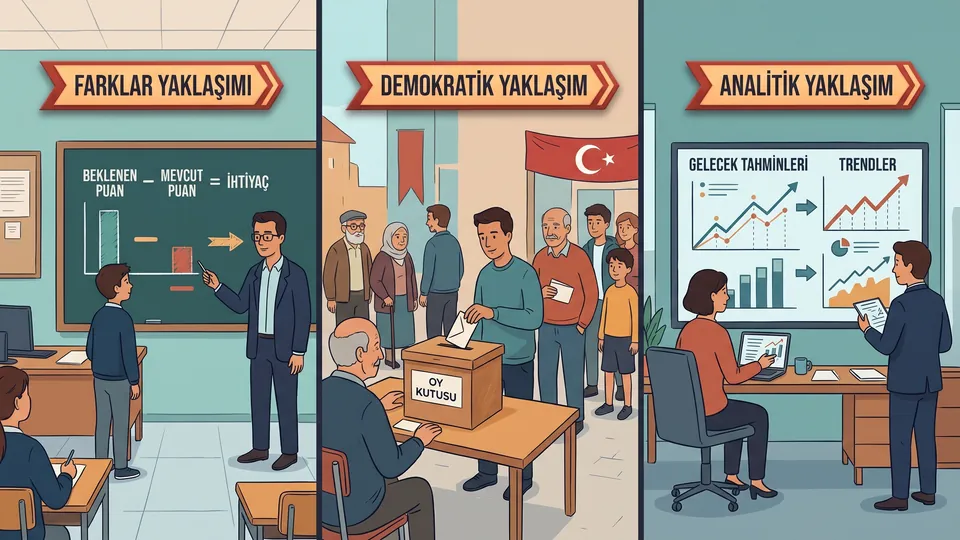 FARKLAR YAKLAŞIMI
BEKLENEN
PUAN
−
MEVCUT
PUAN
=
İHTİYAÇ
DEMOKRATİK YAKLAŞIM
OY
KUTUSU
ANALİTİK YAKLAŞIM
GELECEK TAHMİNLERİ
TRENDLER